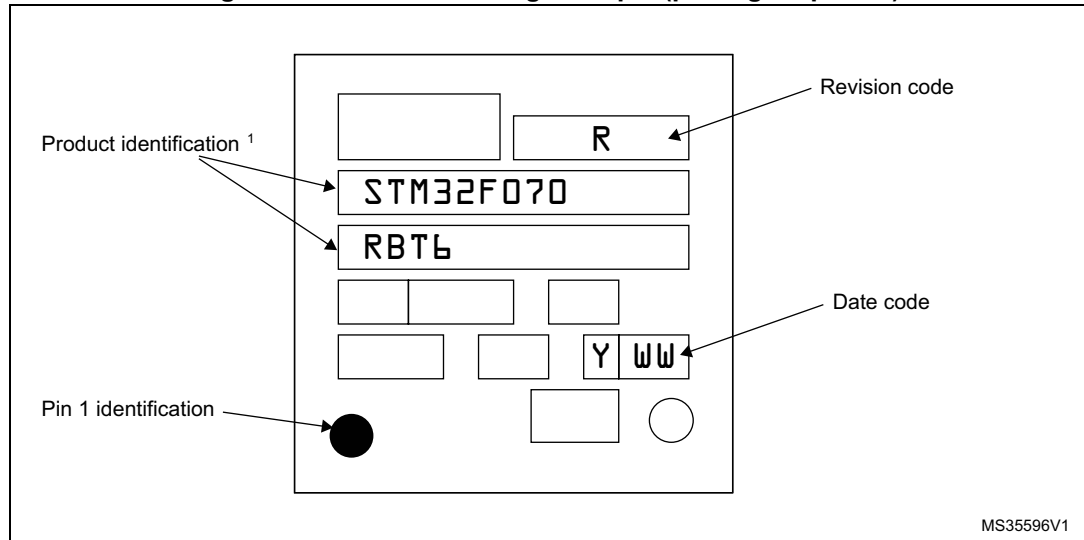 Revision code
R
Product identification 1
STM32F070
RBT6
Date code
Y WW
Pin 1 identification
MS35596V1